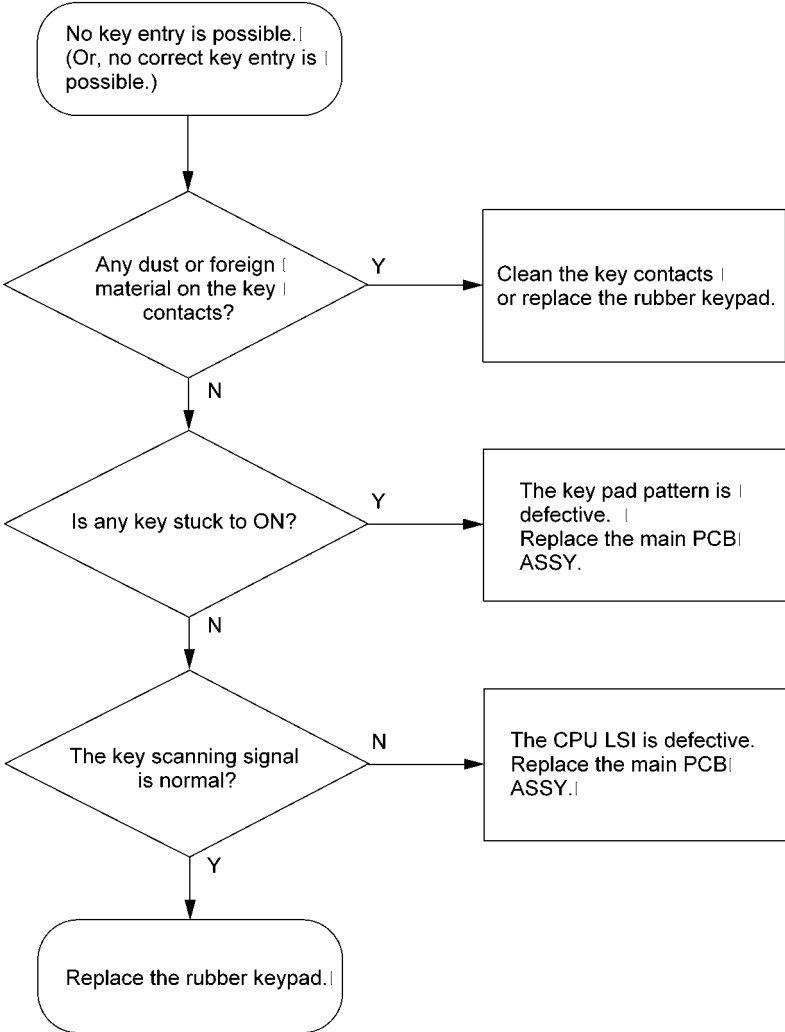 No key entry is possible.
(Or, no correct key entry is
possible.)
Any dust or foreign
material on the key
contacts?
Y
Clean the key contacts
or replace the rubber keypad.
N
Is any key stuck to ON?
Y
The key pad pattern is
defective.
Replace the main PCB
ASSY.
N
The key scanning signal
is normal?
N
The CPU LSI is defective.
Replace the main PCB
ASSY.
Y
Replace the rubber keypad.